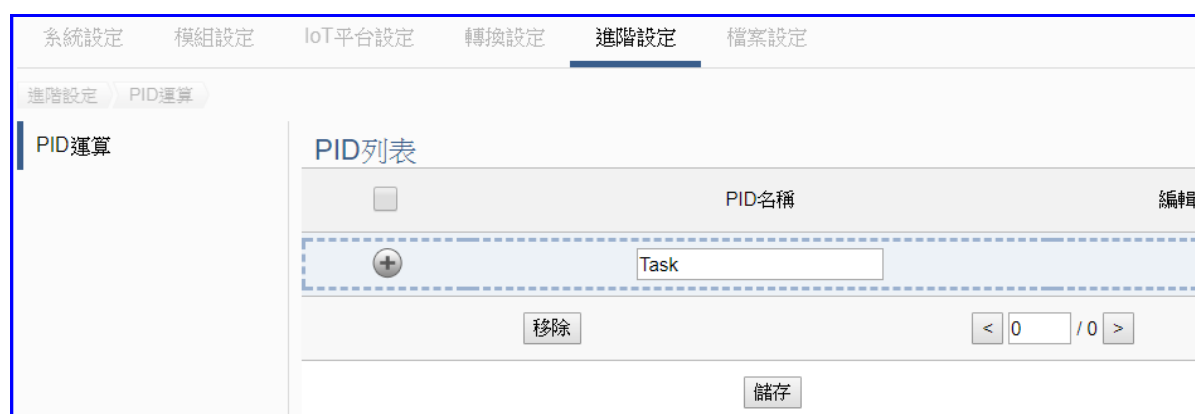 系統設定 模組設定 IoT平台設定 轉換設定 進階設定 檔案設定
進階設定 PID運算
PID運算
PID列表
PID名稱 編輯
Task
移除 < 0 / 0 >
儲存